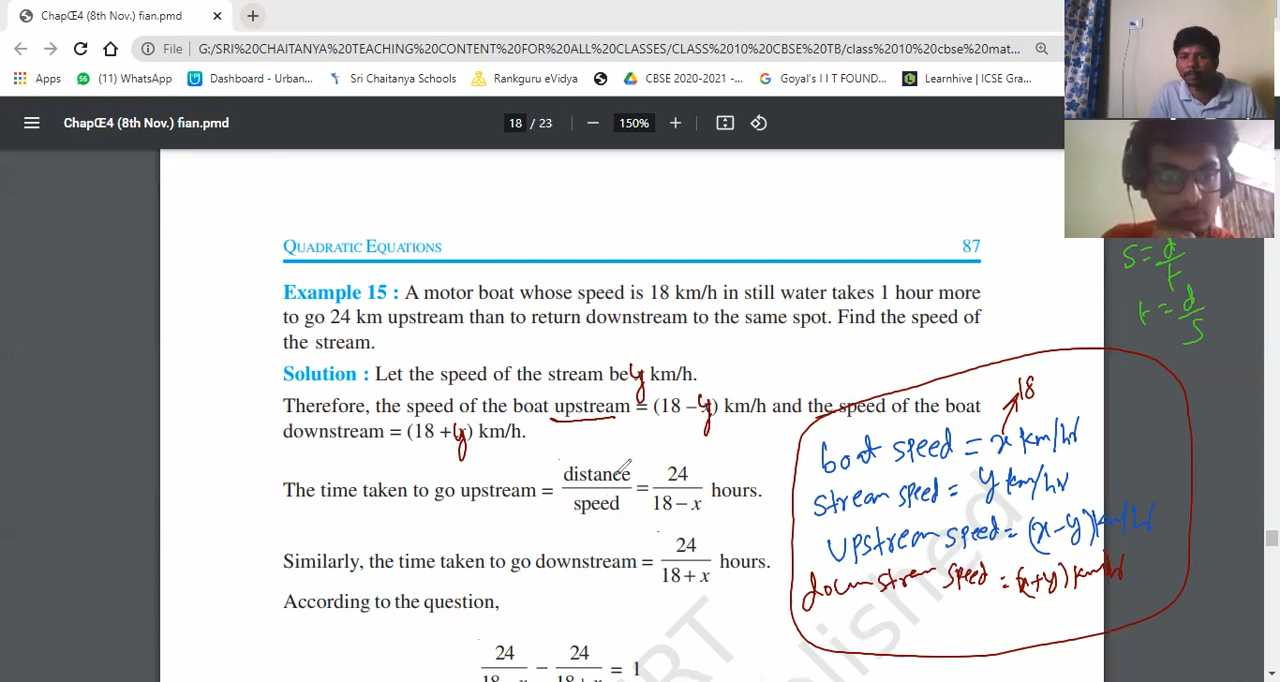 ChapŒ4 (8th Nov.) fian.pmd
File
G:/SRI%20CHAITANYA%20TEACHING%20CONTENT%20FOR%20ALL%20CLASSES/CLASS%2010%20CBSE%20TB/class%2010%20cbse%20mat...
Apps (11) WhatsApp Dashboard - Urban... Sri Chaitanya Schools Rankguru eVidya CBSE 2020-2021 -... Goyal's I I T FOUND... Learnhive | ICSE Gra...
ChapŒ4 (8th Nov.) fian.pmd 18 / 23 150%
s = d/t
t = d/s
QUADRATIC EQUATIONS 87
Example 15 : A motor boat whose speed is 18 km/h in still water takes 1 hour more
to go 24 km upstream than to return downstream to the same spot. Find the speed of
the stream.
Solution : Let the speed of the stream be y km/h.
Therefore, the speed of the boat upstream = (18 – y) km/h and the speed of the boat
downstream = (18 + y) km/h.
The time taken to go upstream = distance/speed = 24/(18 – x) hours.
Similarly, the time taken to go downstream = 24/(18 + x) hours.
According to the question,
24/(18 – x) – 24/(18 + x) = 1
18
boat speed = x km/hr
stream speed = y km/hr
upstream speed = (x-y) km/hr
downstream speed = (x+y) km/hr
published